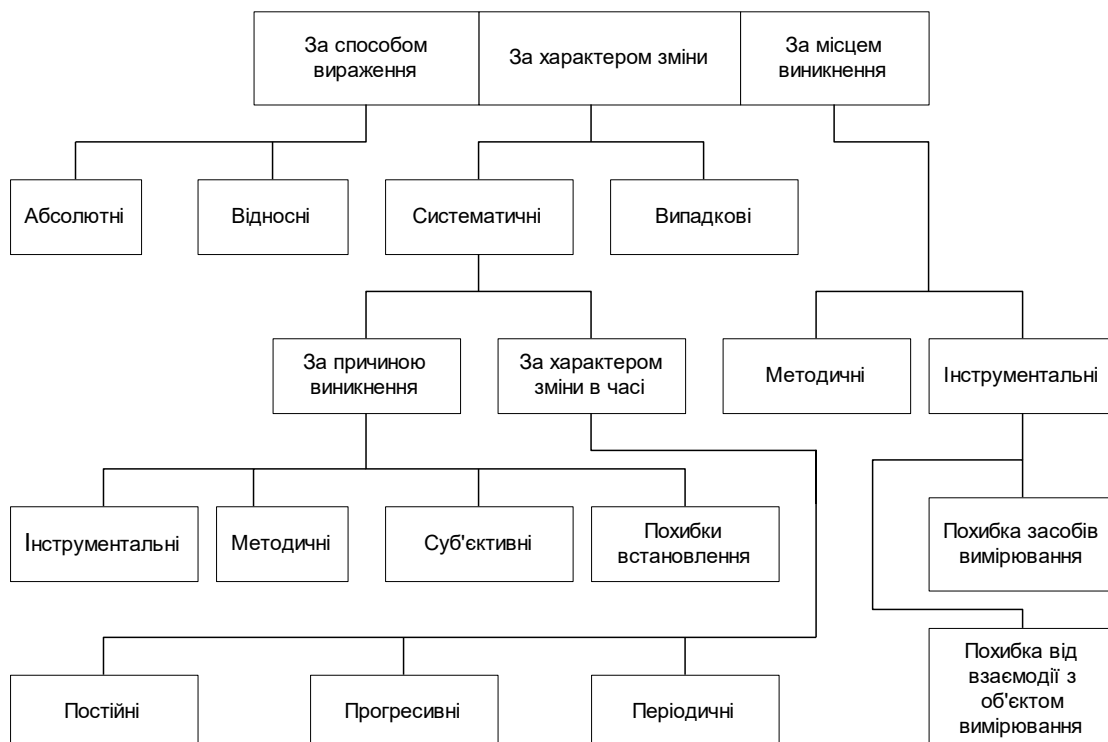 За способом
вираження
За характером зміни
За місцем
виникнення
Абсолютні
Відносні
Систематичні
Випадкові
За причиною
виникнення
За характером
зміни в часі
Методичні
Інструментальні
Інструментальні
Методичні
Суб'єктивні
Похибки
встановлення
Похибка засобів
вимірювання
Постійні
Прогресивні
Періодичні
Похибка від
взаємодії з
об'єктом
вимірювання